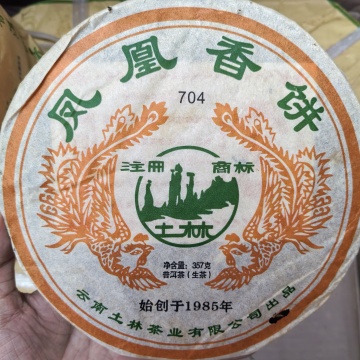 凤凰香饼
704
注册 商标
土林
净含量: 357克
普洱茶（生茶）
始创于1985年
云南土林茶业有限公司出品